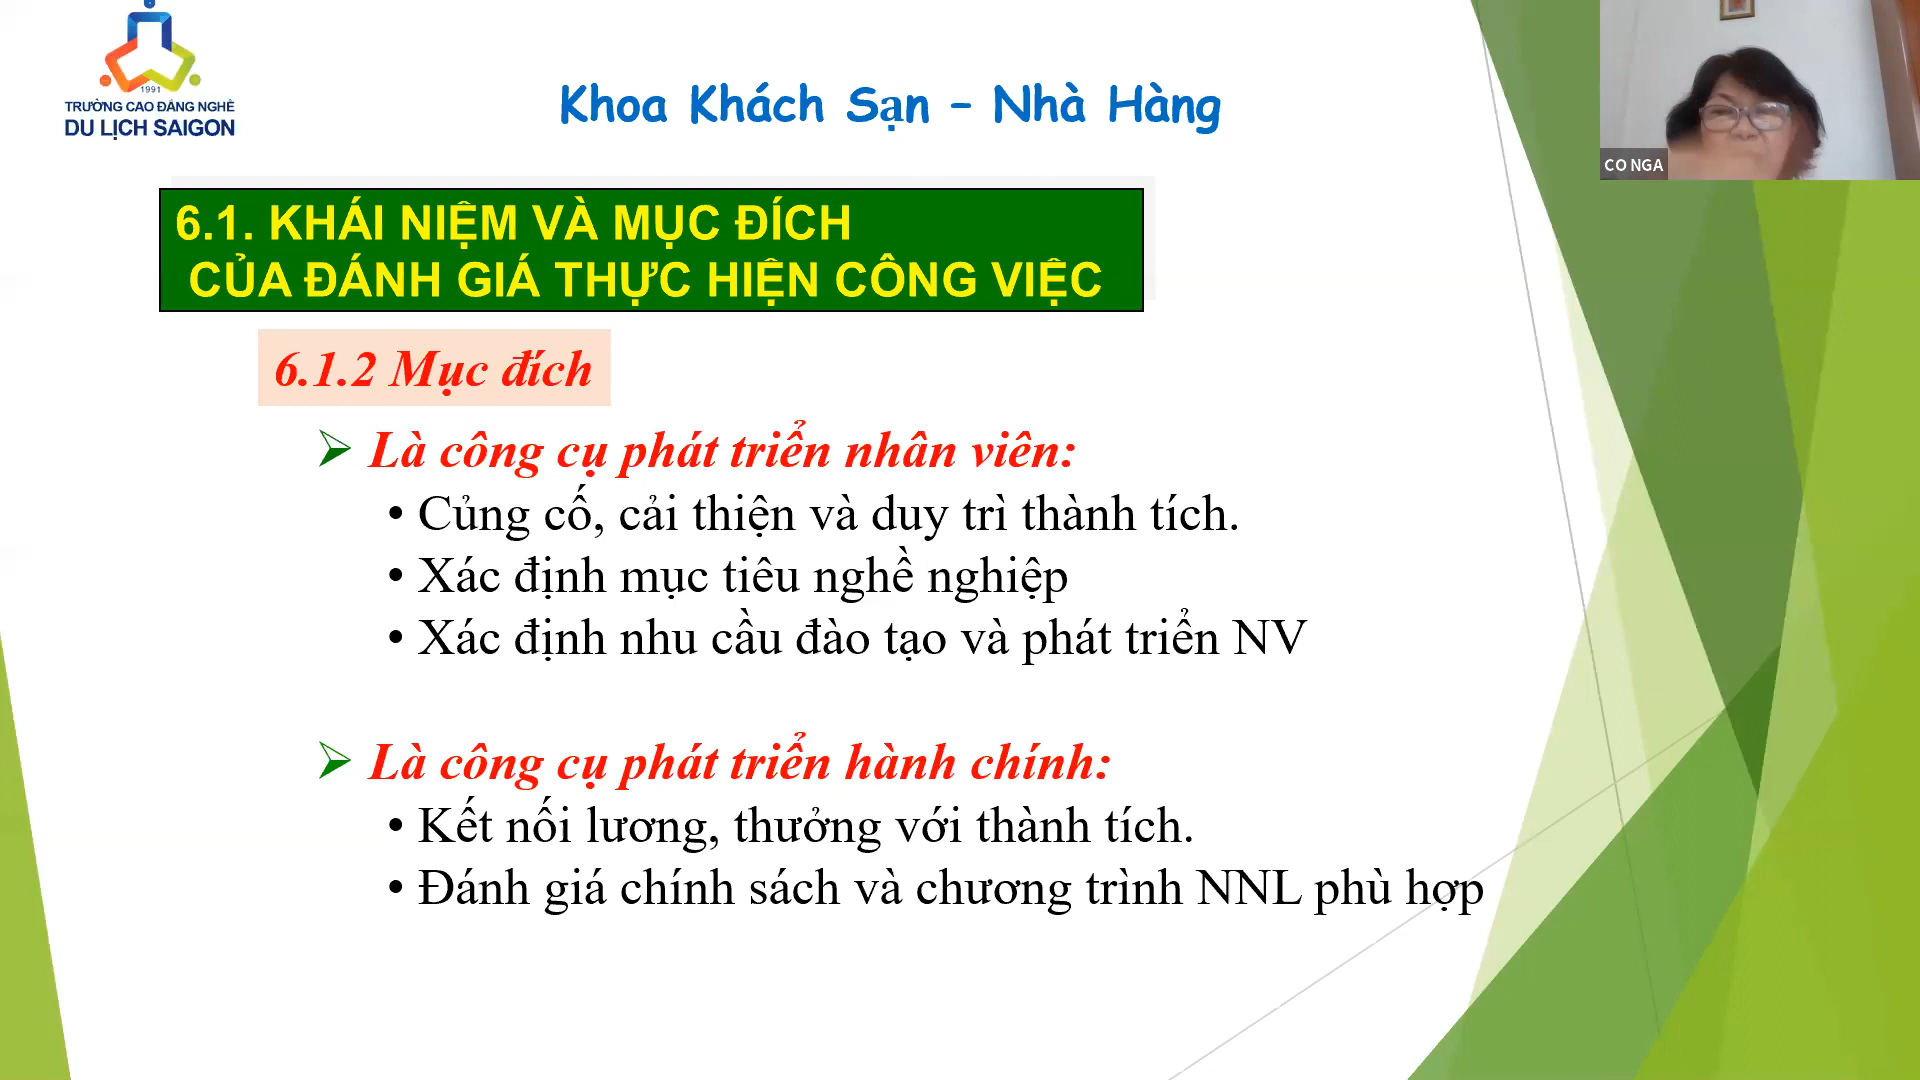 1991
TRƯỜNG CAO ĐẲNG NGHỀ
DU LỊCH SAIGON
Khoa Khách Sạn – Nhà Hàng
CO NGA
6.1. KHÁI NIỆM VÀ MỤC ĐÍCH
CỦA ĐÁNH GIÁ THỰC HIỆN CÔNG VIỆC
6.1.2 Mục đích
➢ Là công cụ phát triển nhân viên:
• Củng cố, cải thiện và duy trì thành tích.
• Xác định mục tiêu nghề nghiệp
• Xác định nhu cầu đào tạo và phát triển NV
➢ Là công cụ phát triển hành chính:
• Kết nối lương, thưởng với thành tích.
• Đánh giá chính sách và chương trình NNL phù hợp